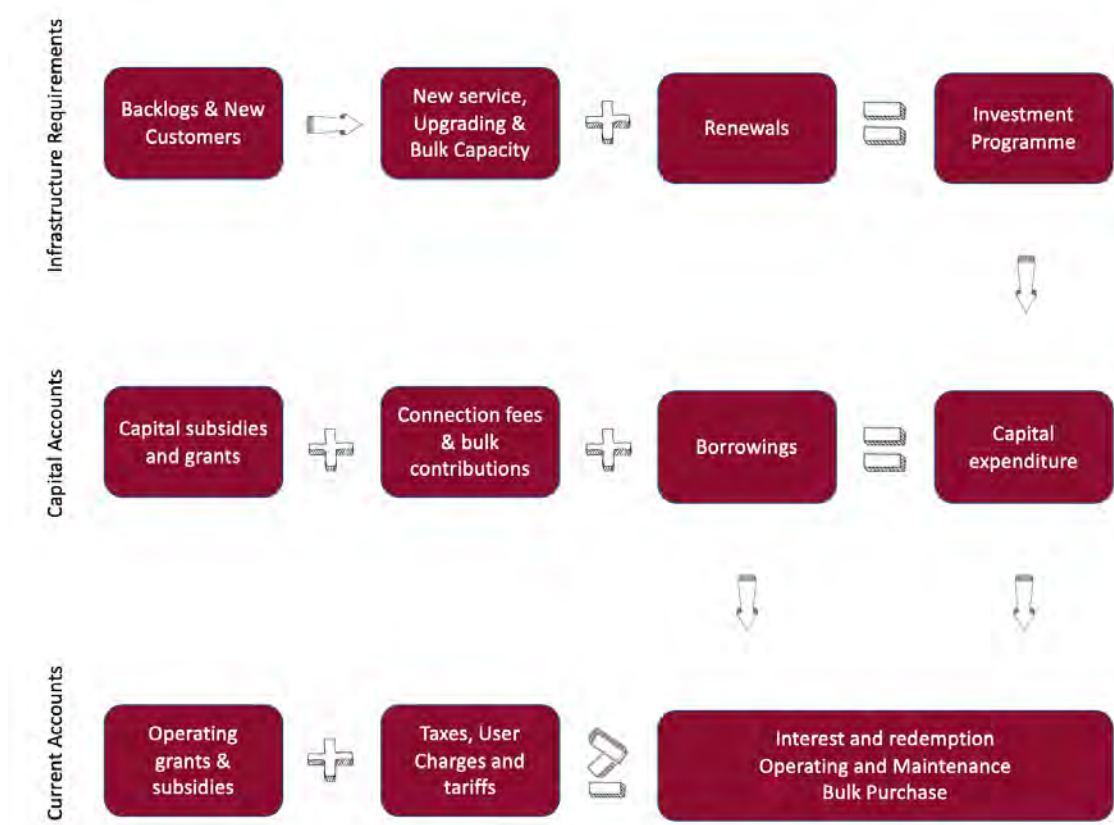 Infrastructure Requirements
Backlogs & New
Customers
New service,
Upgrading &
Bulk Capacity
Renewals
Investment
Programme
Capital Accounts
Capital subsidies
and grants
Connection fees
& bulk
contributions
Borrowings
Capital
expenditure
Current Accounts
Operating
grants &
subsidies
Taxes, User
Charges and
tariffs
Interest and redemption
Operating and Maintenance
Bulk Purchase